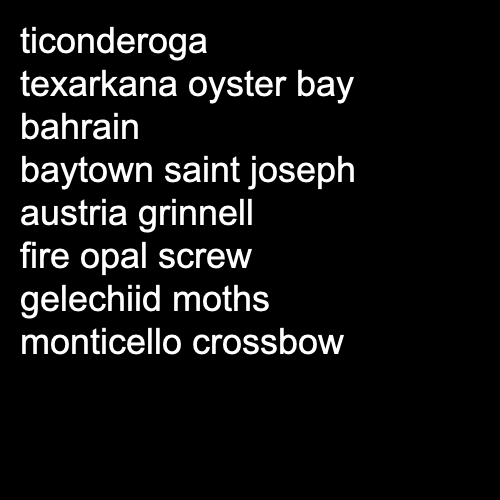 ticonderoga
texarkana oyster bay
bahrain
baytown saint joseph
austria grinnell
fire opal screw
gelechiid moths
monticello crossbow